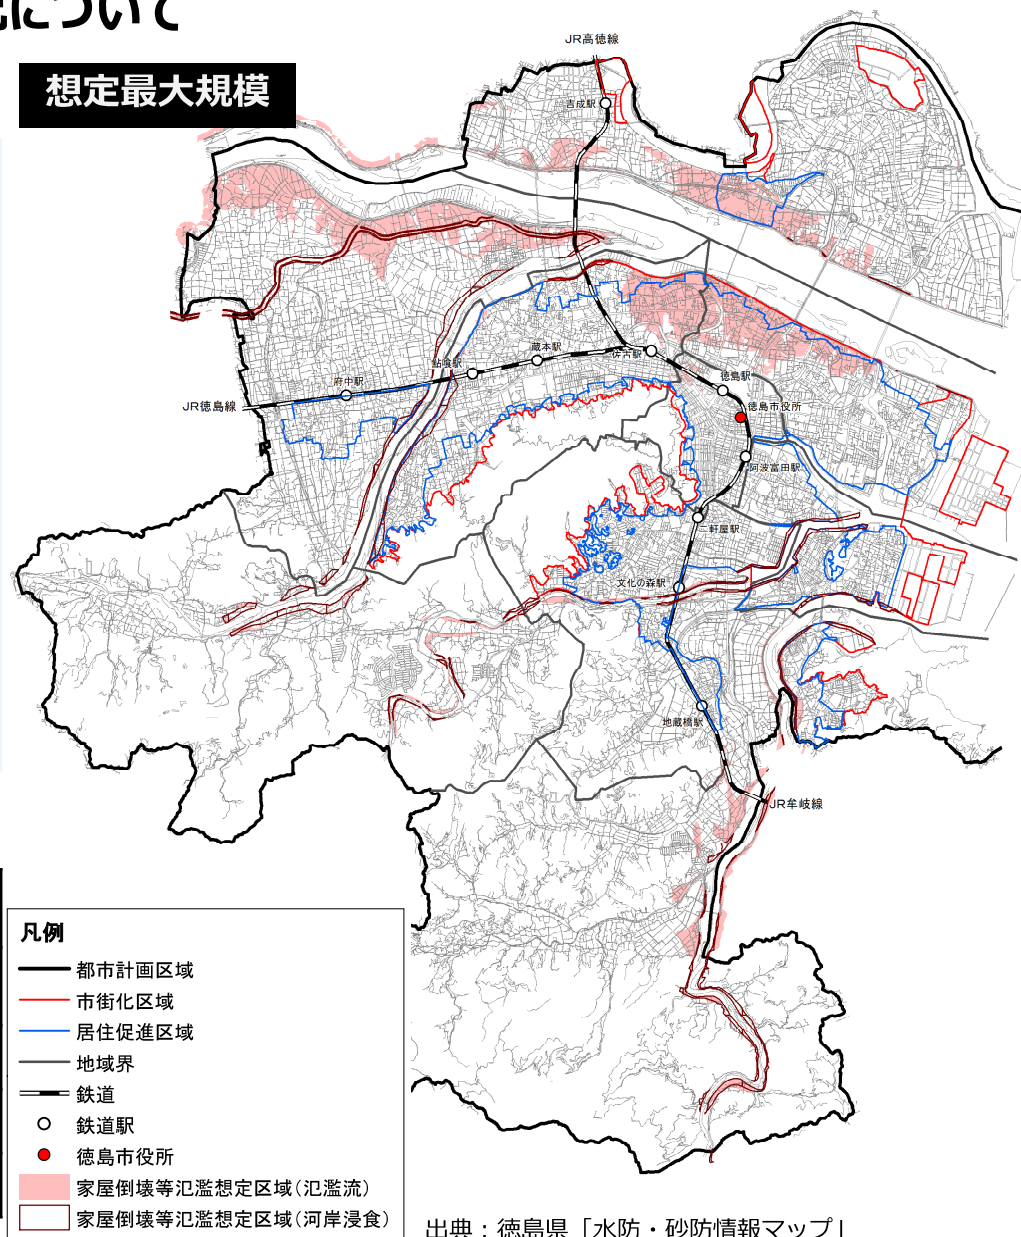 について
想定最大規模
JR高徳線
吉成駅
蔵本駅
佐古駅
鮎喰駅
府中駅
徳島駅
JR徳島線
徳島市役所
阿波富田駅
二軒屋駅
文化の森駅
地蔵橋駅
JR牟岐線
凡例
都市計画区域
市街化区域
居住促進区域
地域界
鉄道
鉄道駅
徳島市役所
家屋倒壊等氾濫想定区域(氾濫流)
家屋倒壊等氾濫想定区域(河岸浸食)
出典:徳島県「水防・砂防情報マップ」